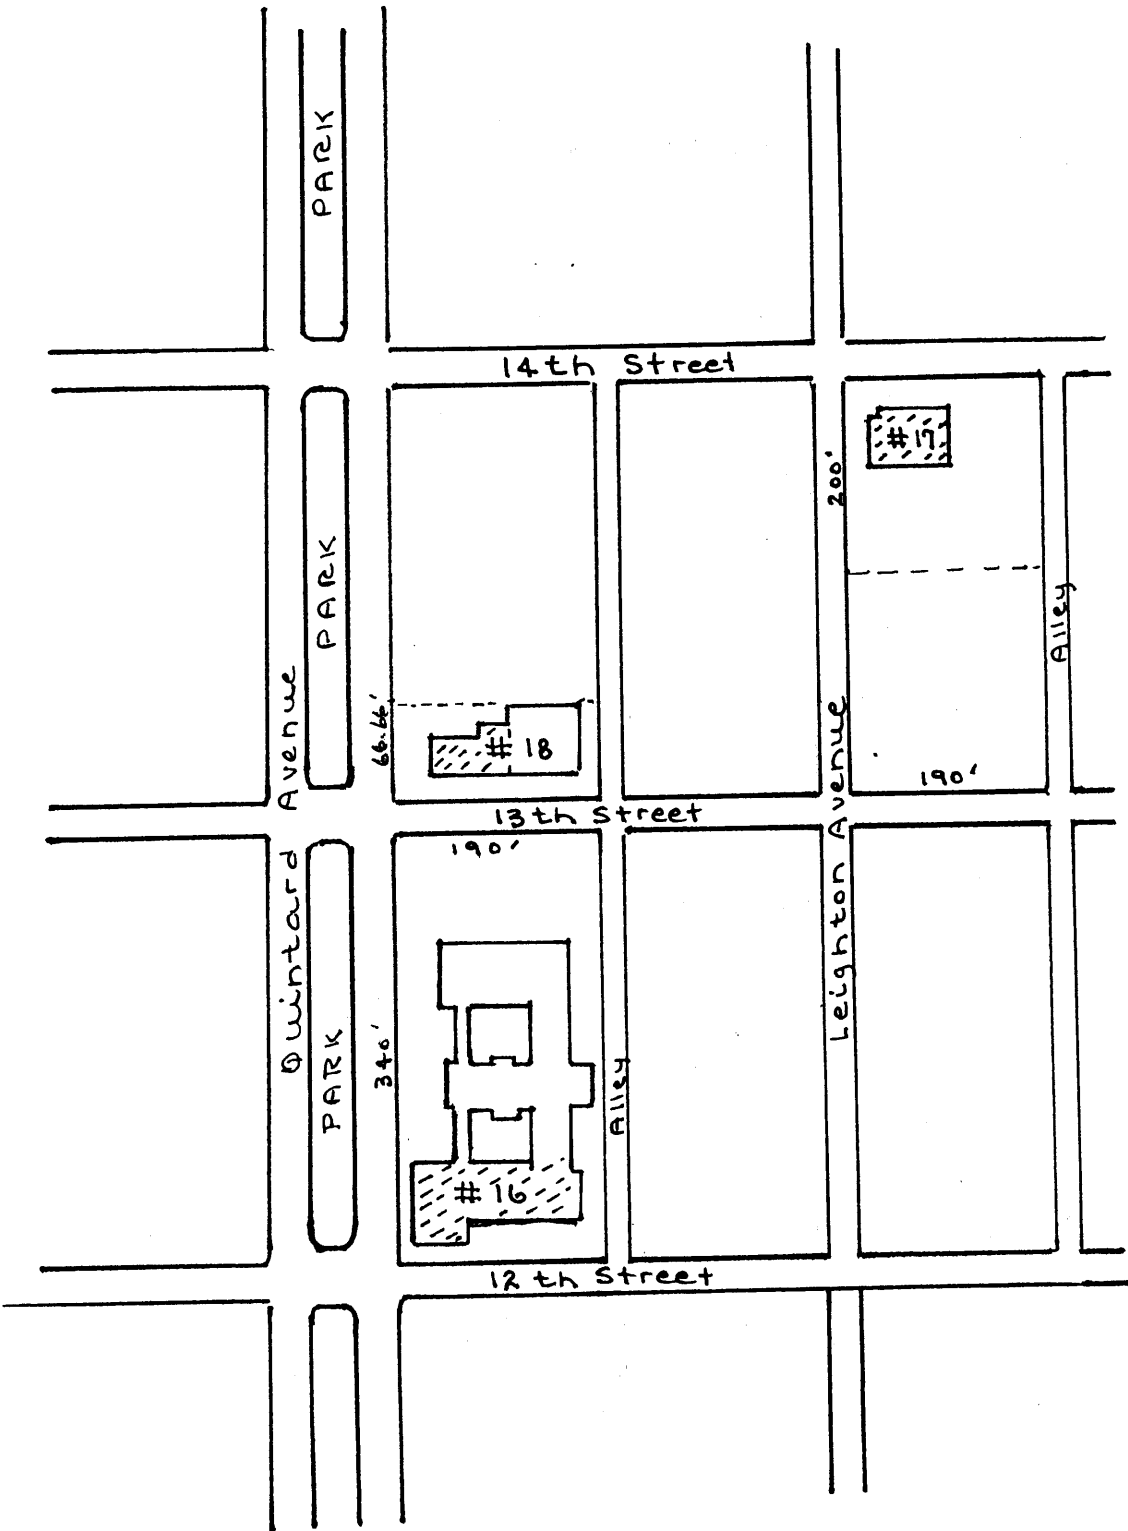 PARK
14th Street
#17
200'
PARK
Alley
Quintard Avenue
66.66'
#18
Leighton Avenue
190'
13th Street
190'
PARK
340'
Alley
#16
12th Street